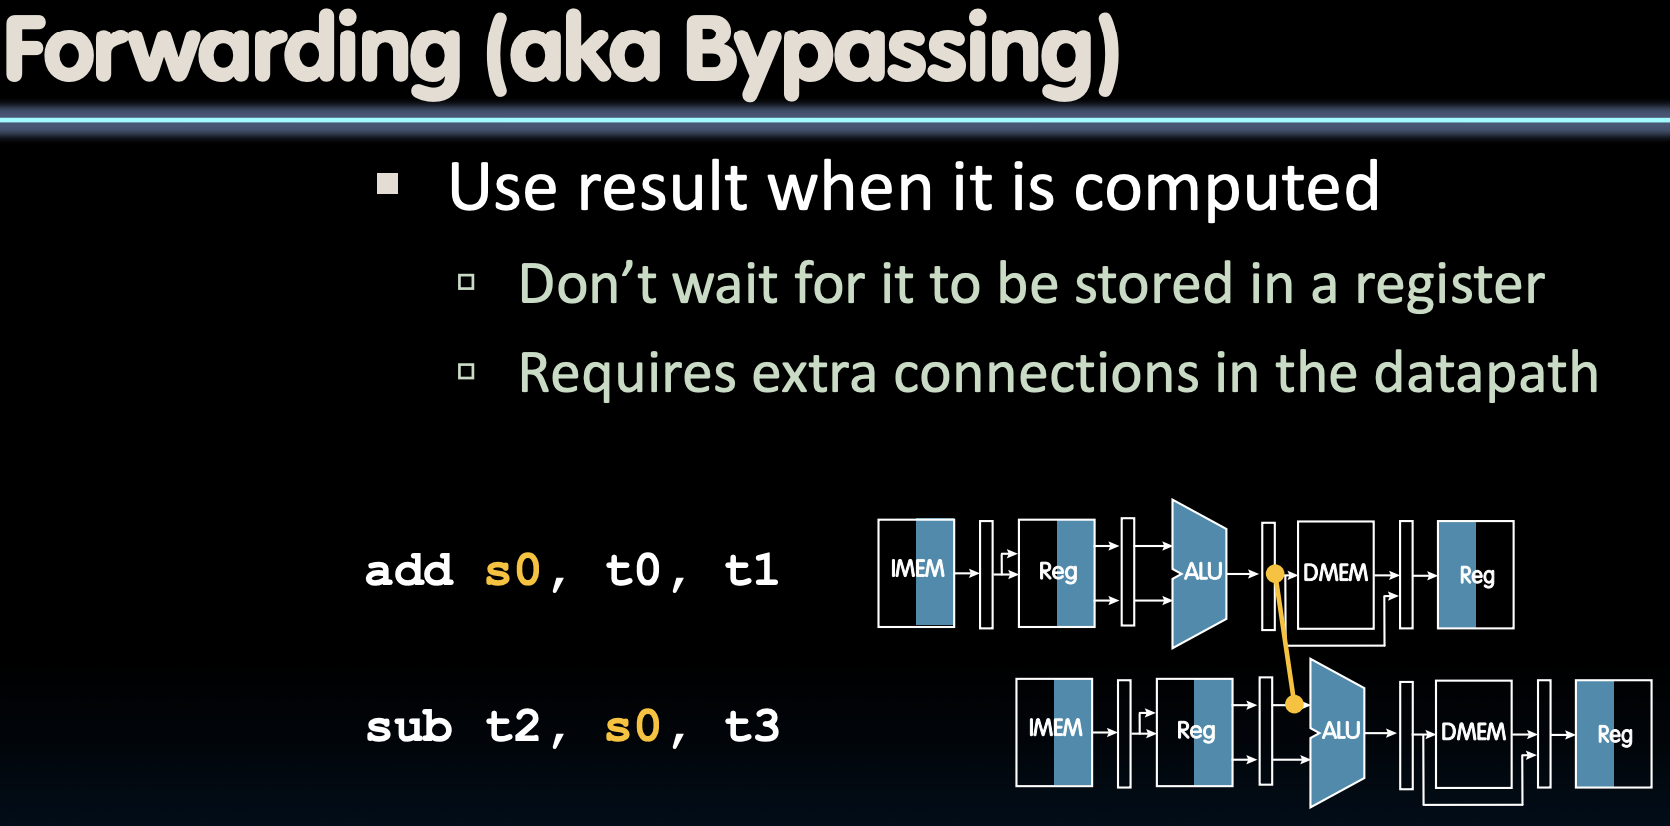 Forwarding (aka Bypassing)
Use result when it is computed
Don’t wait for it to be stored in a register
Requires extra connections in the datapath
add s0, t0, t1
IMEM Reg ALU DMEM Reg
sub t2, s0, t3
IMEM Reg ALU DMEM Reg